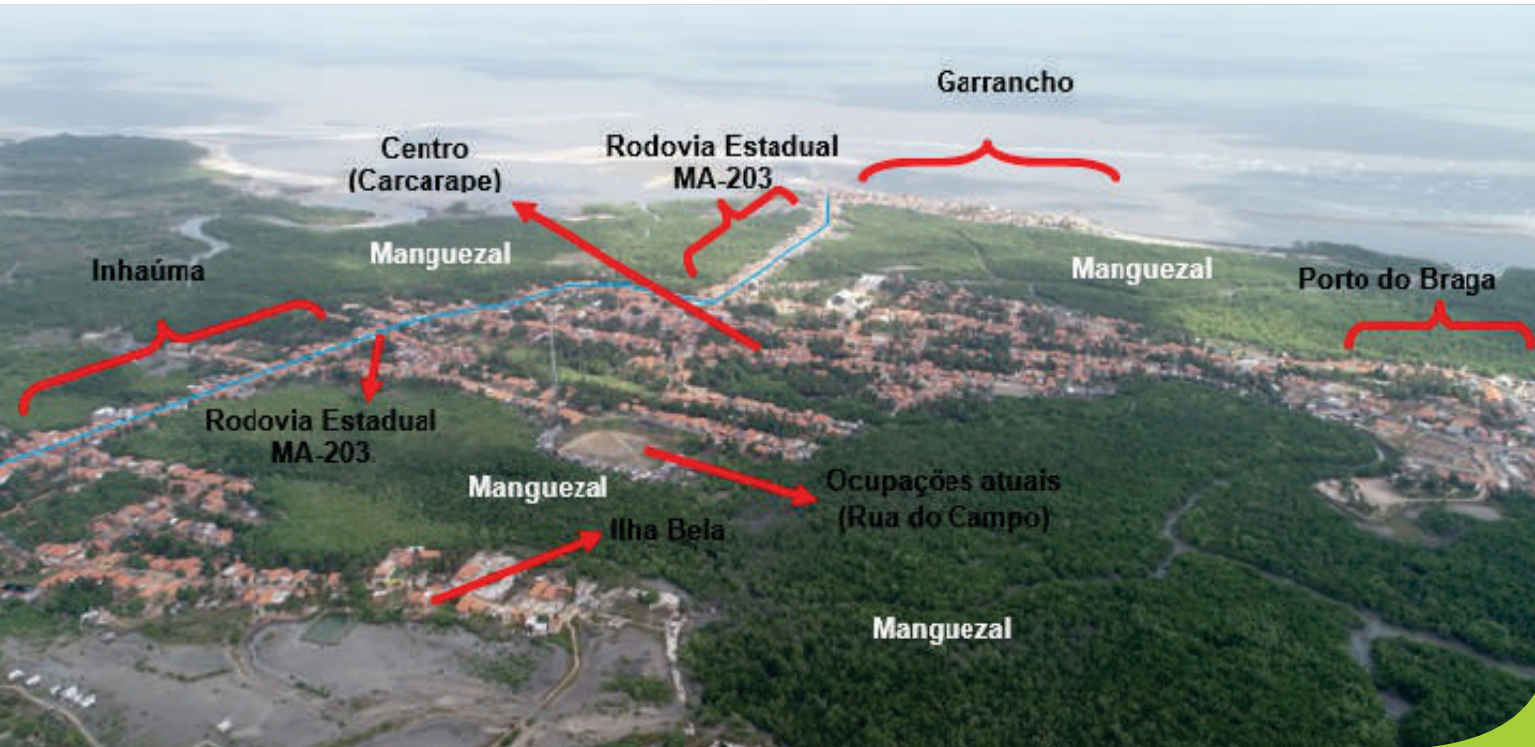 Garrancho
Centro
(Carcarape)
Rodovia Estadual
MA-203
Manguezal
Manguezal
Inhaúma
Porto do Braga
Rodovia Estadual
MA-203.
Manguezal
Ocupações atuais
(Rua do Campo)
Ilha Bela
Manguezal